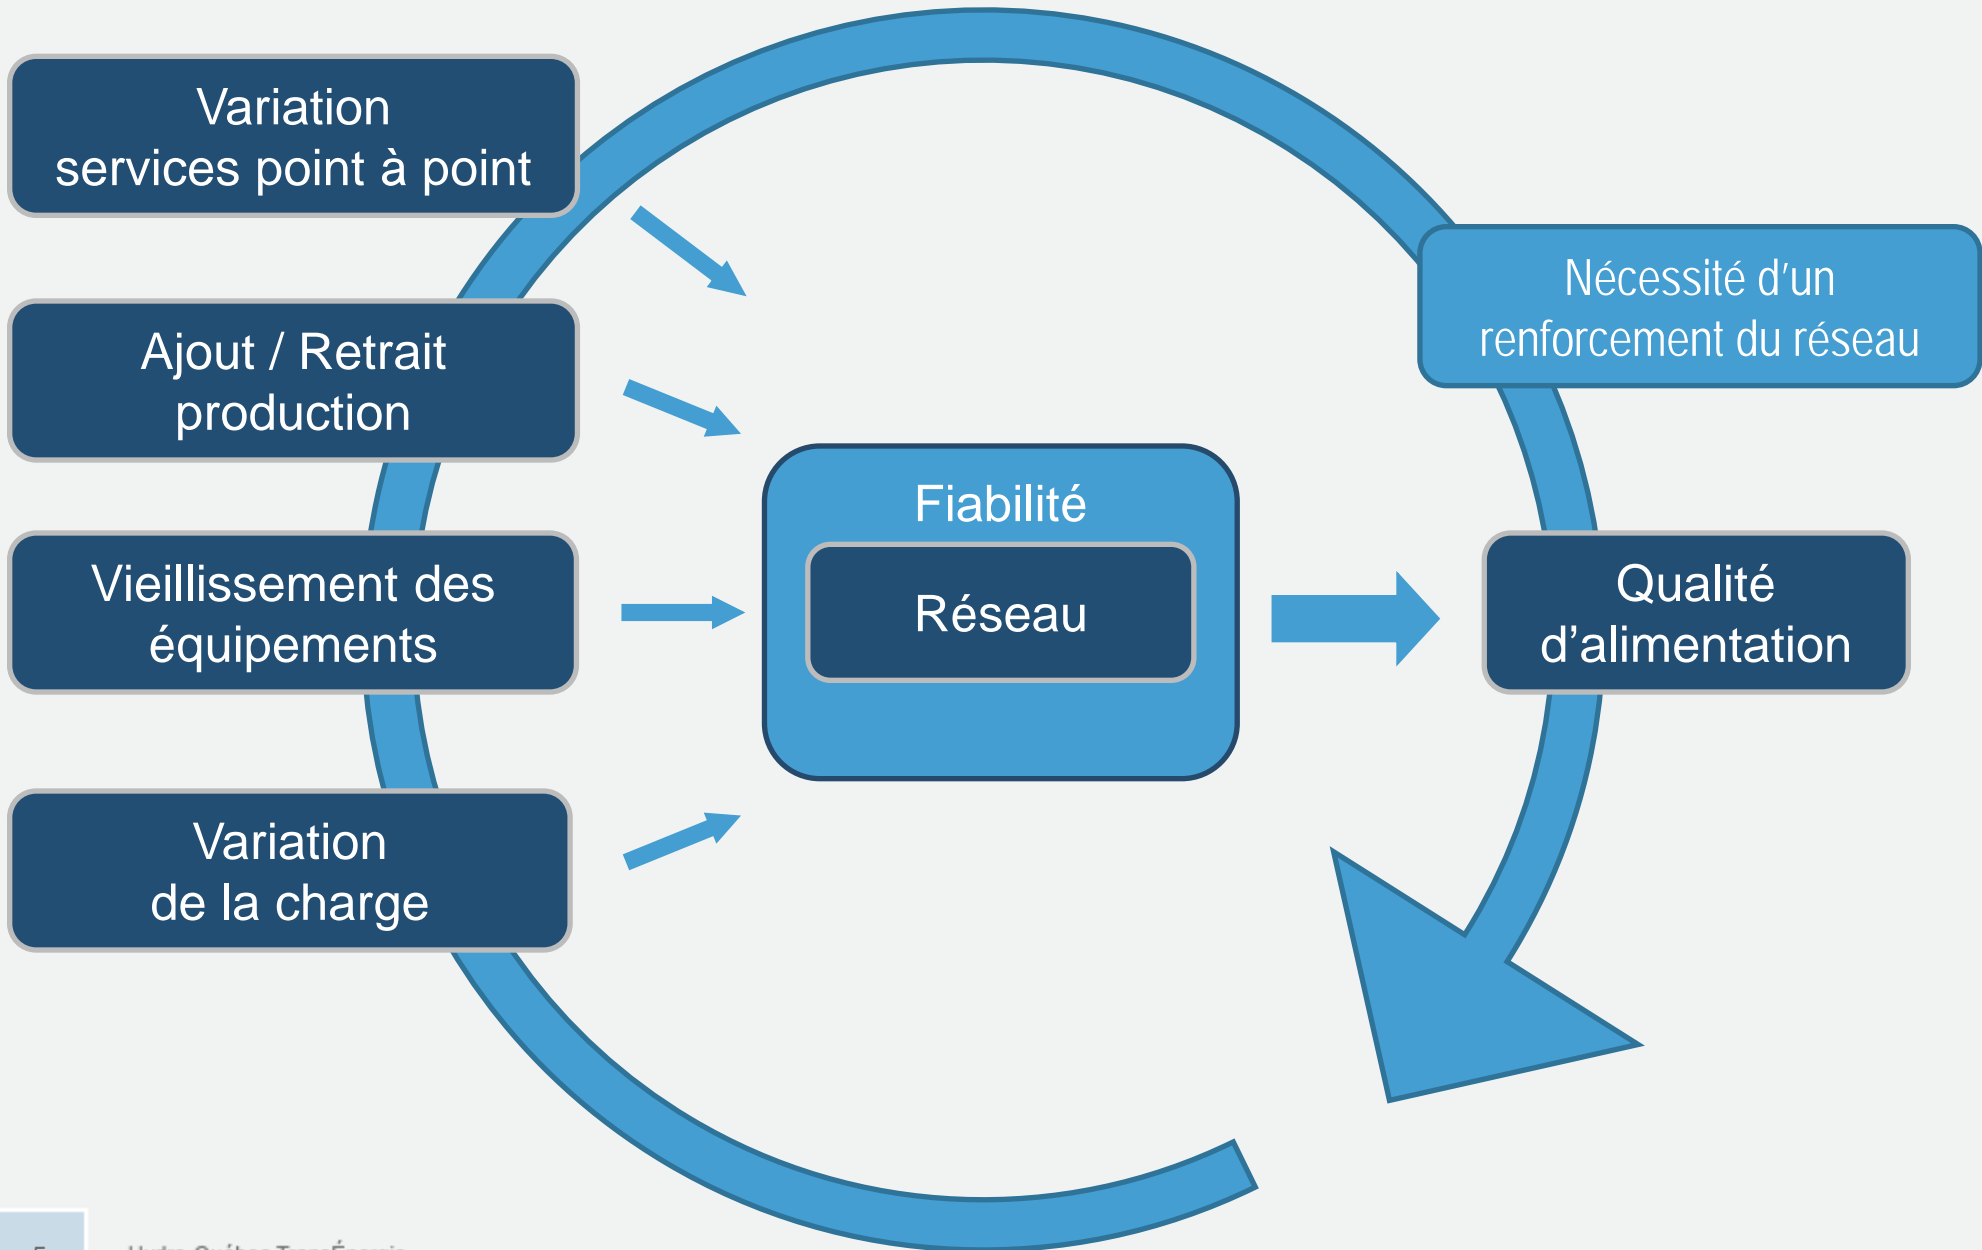 Variation
services point à point
Ajout / Retrait
production
Vieillissement des
équipements
Variation
de la charge
Fiabilité
Réseau
Nécessité d'un
renforcement du réseau
Qualité
d'alimentation